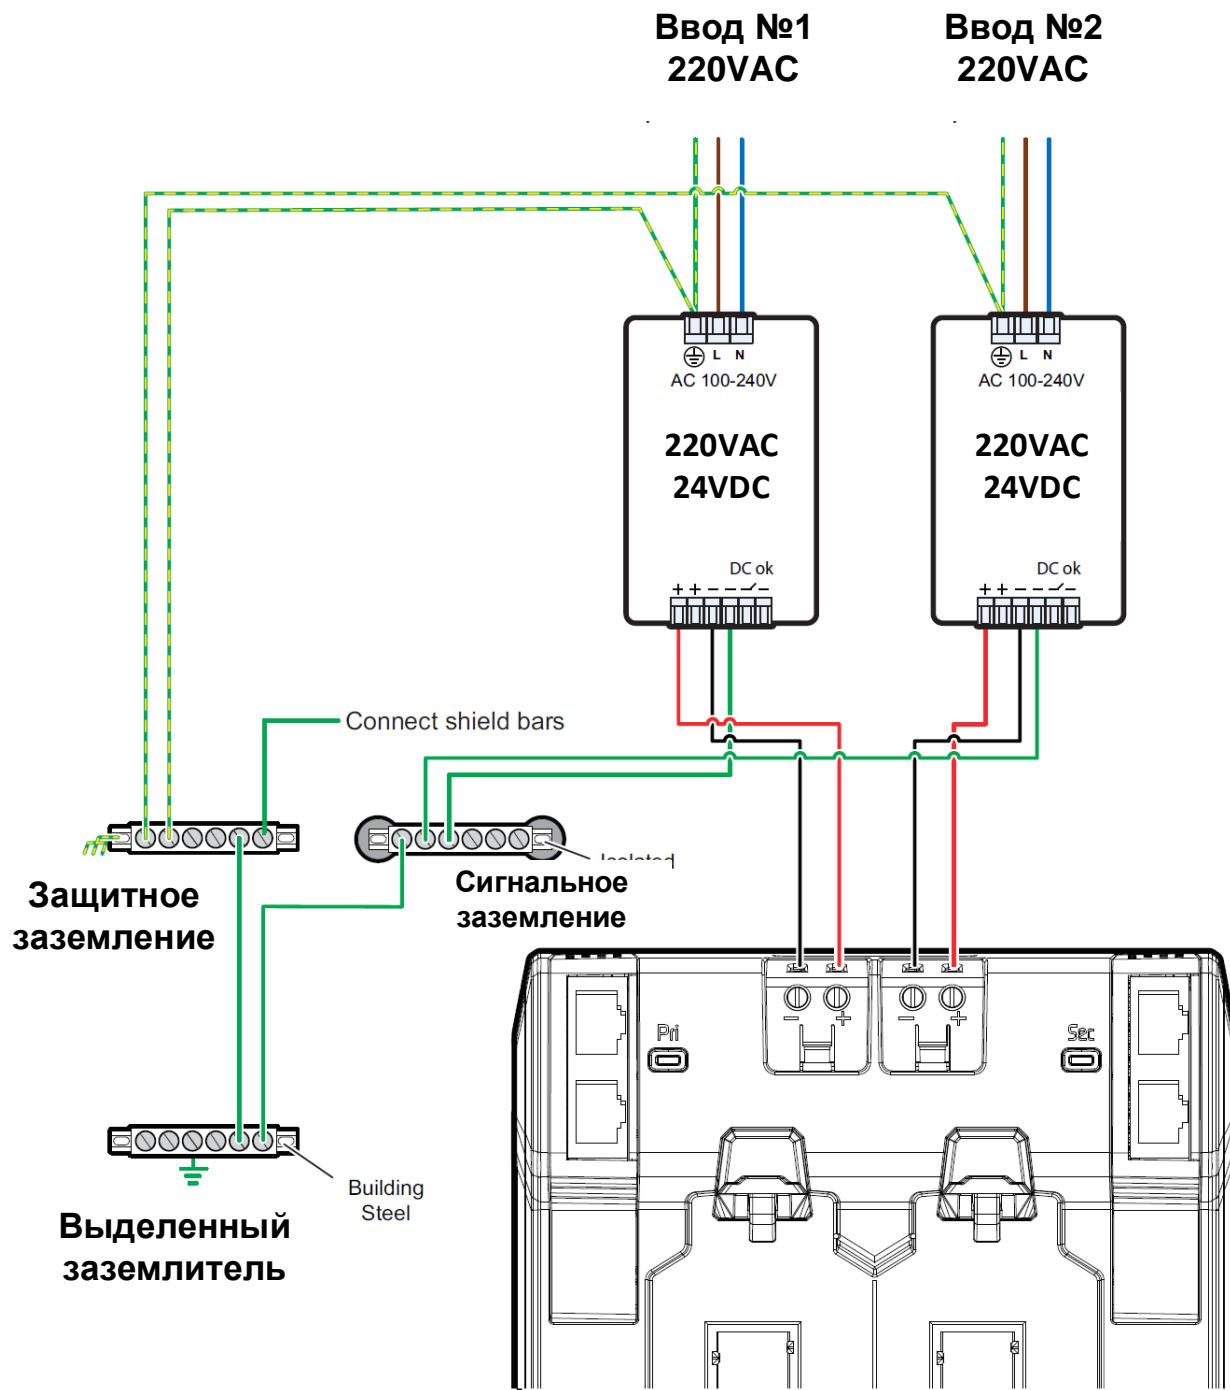 Ввод №1
220VAC
Ввод №2
220VAC
L N
AC 100-240V
220VAC
24VDC
DC ok
+ + − − −
L N
AC 100-240V
220VAC
24VDC
DC ok
+ + − − −
Connect shield bars
Защитное
заземление
Isolated
Сигнальное
заземление
− +
− +
Pri
Sec
Building
Steel
Выделенный
заземлитель